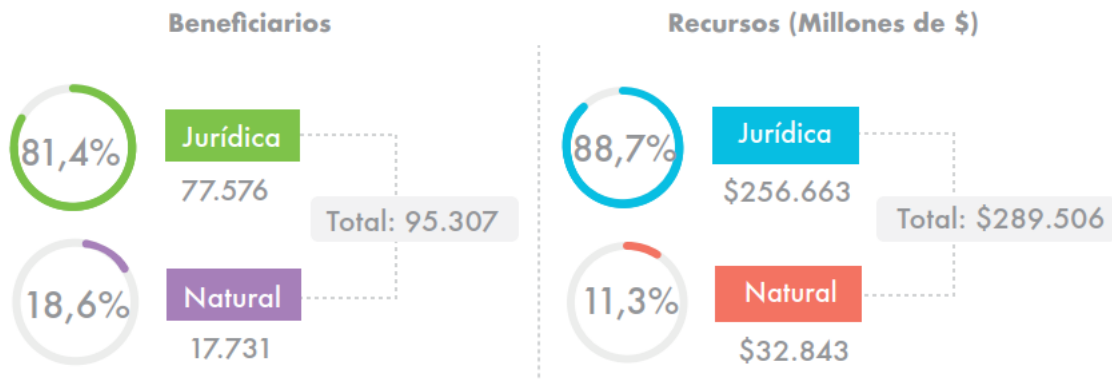 Beneficiarios
81,4%
Jurídica
77.576
Total: 95.307
18,6%
Natural
17.731
Recursos (Millones de $)
88,7%
Jurídica
$256.663
Total: $289.506
11,3%
Natural
$32.843